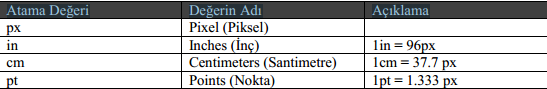 Atama Değeri Değerin Adı Açıklama
px Pixel (Piksel)
in Inches (İnç) 1in = 96px
cm Centimeters (Santimetre) 1cm = 37.7 px
pt Points (Nokta) 1pt = 1.333 px